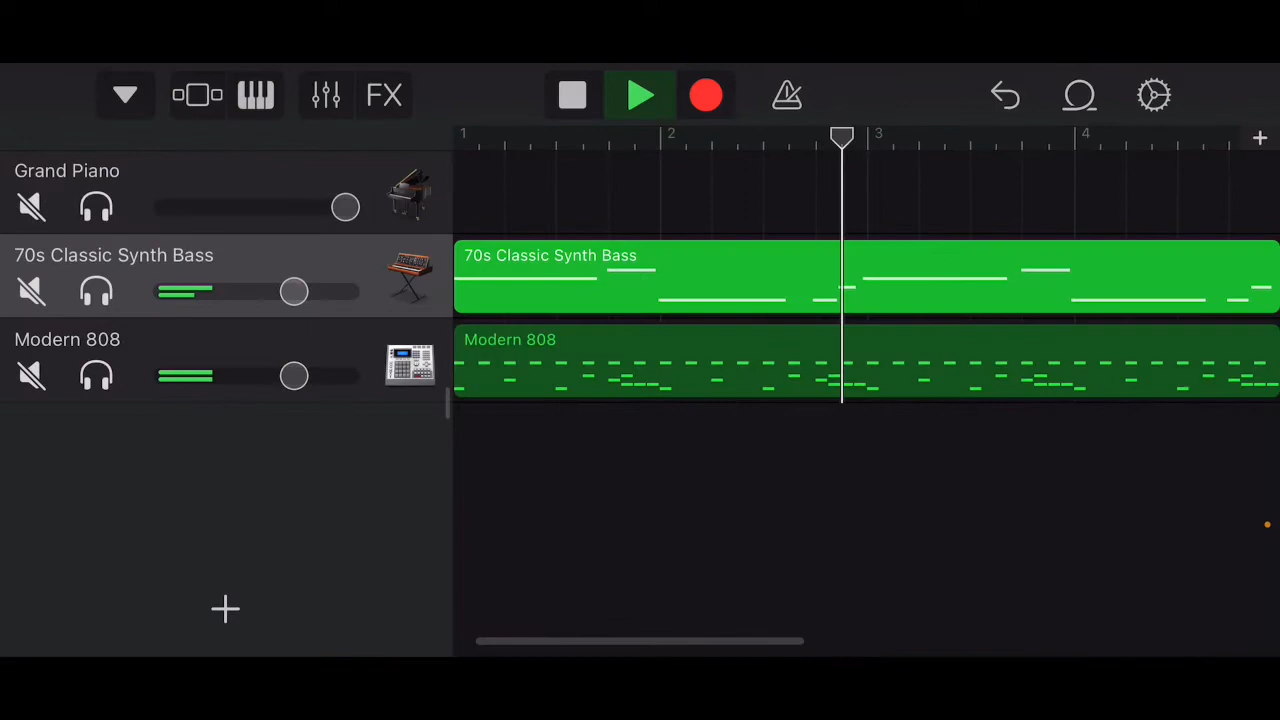 FX
1 2 3 4
Grand Piano
70s Classic Synth Bass
70s Classic Synth Bass
Modern 808
Modern 808